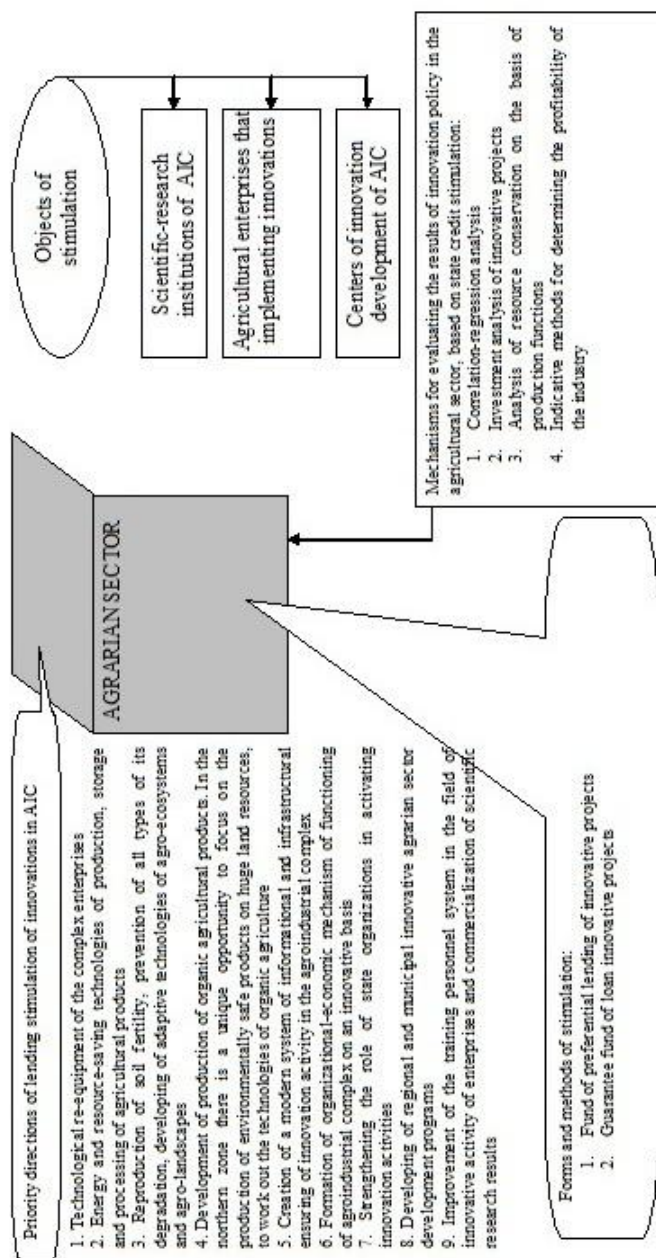 Priority directions of lending stimulation of innovations in AIC
1. Technological re-equipment of the complex enterprises
2. Energy and resource-saving technologies of production, storage
and processing of agricultural products
3. Reproduction of soil fertility, prevention of all types of its
degradation, developing of adaptive technologies of agro-ecosystems
and agro-landscapes
4. Development of production of organic agricultural products. In the
northern zone there is a unique opportunity to focus on the
production of environmentally safe products on huge land resources,
to work out the technologies of organic agriculture
5. Creation of a modern system of informational and infrastructural
ensuring of innovation activity in the agroindustrial complex
6. Formation of organizational-economic mechanism of functioning
of agroindustrial complex on an innovative basis
7. Strengthening the role of state organizations in activating
innovation activities
8. Developing of regional and municipal innovative agrarian sector
development programs
9. Improvement of the training personnel system in the field of
innovative activity of enterprises and commercialization of scientific
research results
AGRARIAN SECTOR
Objects of
stimulation
Scientific-research
institutions of AIC
Agricultural enterprises that
implementing innovations
Centers of innovation
development of AIC
Forms and methods of stimulation:
1. Fund of preferential lending of innovative projects
2. Guarantee fund of loan innovative projects
Mechanisms for evaluating the results of innovation policy in the
agricultural sector, based on state credit stimulation:
1. Correlation-regression analysis
2. Investment analysis of innovative projects
3. Analysis of resource conservation on the basis of
production functions
4. Indicative methods for determining the profitability of
the industry